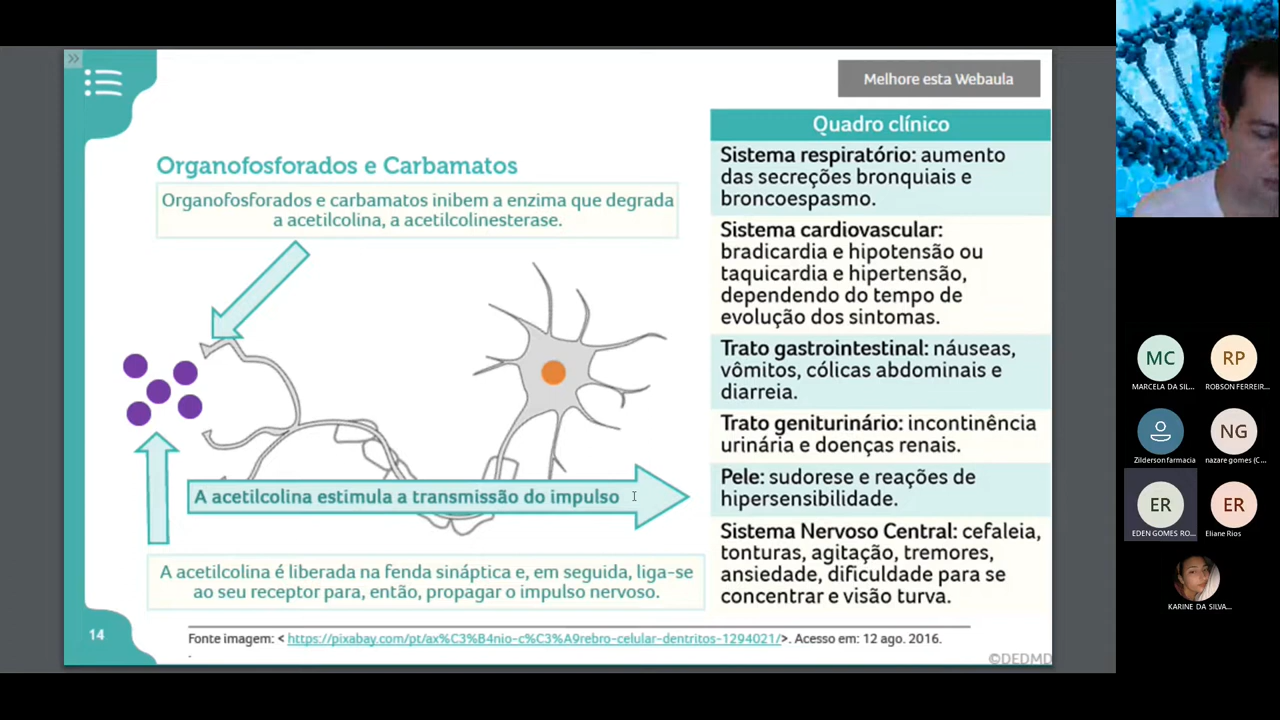 »
Melhore esta Webaula
Organofosforados e Carbamatos
Organofosforados e carbamatos inibem a enzima que degrada
a acetilcolina, a acetilcolinesterase.
A acetilcolina estimula a transmissão do impulso
A acetilcolina é liberada na fenda sináptica e, em seguida, liga-se
ao seu receptor para, então, propagar o impulso nervoso.
Quadro clínico
Sistema respiratório: aumento
das secreções bronquiais e
broncoespasmo.
Sistema cardiovascular:
bradicardia e hipotensão ou
taquicardia e hipertensão,
dependendo do tempo de
evolução dos sintomas.
Trato gastrointestinal: náuseas,
vômitos, cólicas abdominais e
diarreia.
Trato geniturinário: incontinência
urinária e doenças renais.
Pele: sudorese e reações de
hipersensibilidade.
Sistema Nervoso Central: cefaleia,
tonturas, agitação, tremores,
ansiedade, dificuldade para se
concentrar e visão turva.
14
Fonte imagem: < https://pixabay.com/pt/ax%C3%B4nio-c%C3%A9rebro-celular-dentritos-1294021/>. Acesso em: 12 ago. 2016.
©DEDMD
MC
MARCELA DA SIL...
RP
ROBSON FERREIR...
Zilderson farmacia
NG
nazare gomes (C...
ER
EDEN GOMES RO...
ER
Eliane Rios
KARINE DA SILVA...